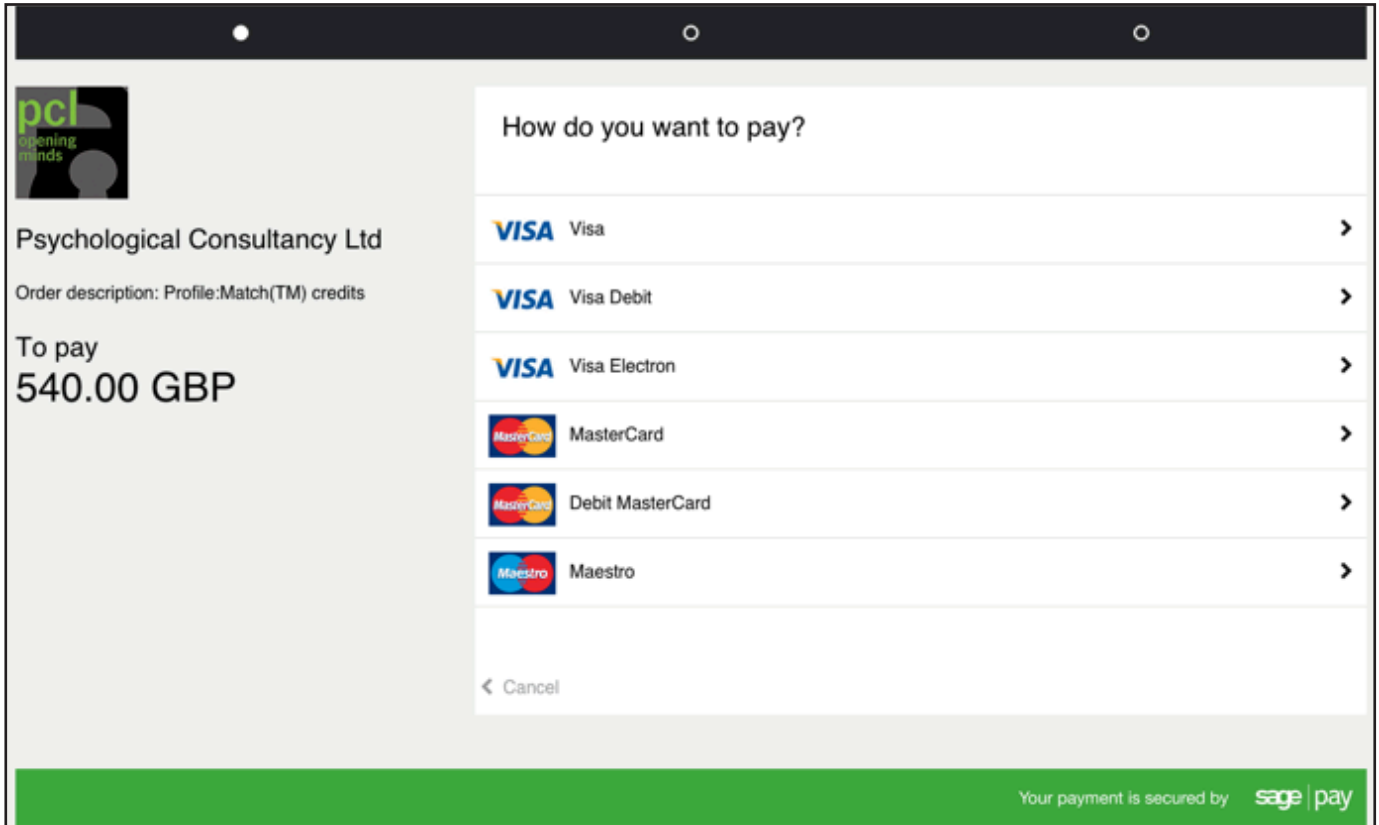 pcl
opening
minds
Psychological Consultancy Ltd
Order description: Profile:Match(TM) credits
To pay
540.00 GBP
How do you want to pay?
VISA Visa
VISA Visa Debit
VISA Visa Electron
MasterCard MasterCard
MasterCard Debit MasterCard
Maestro Maestro
Cancel
Your payment is secured by sage pay